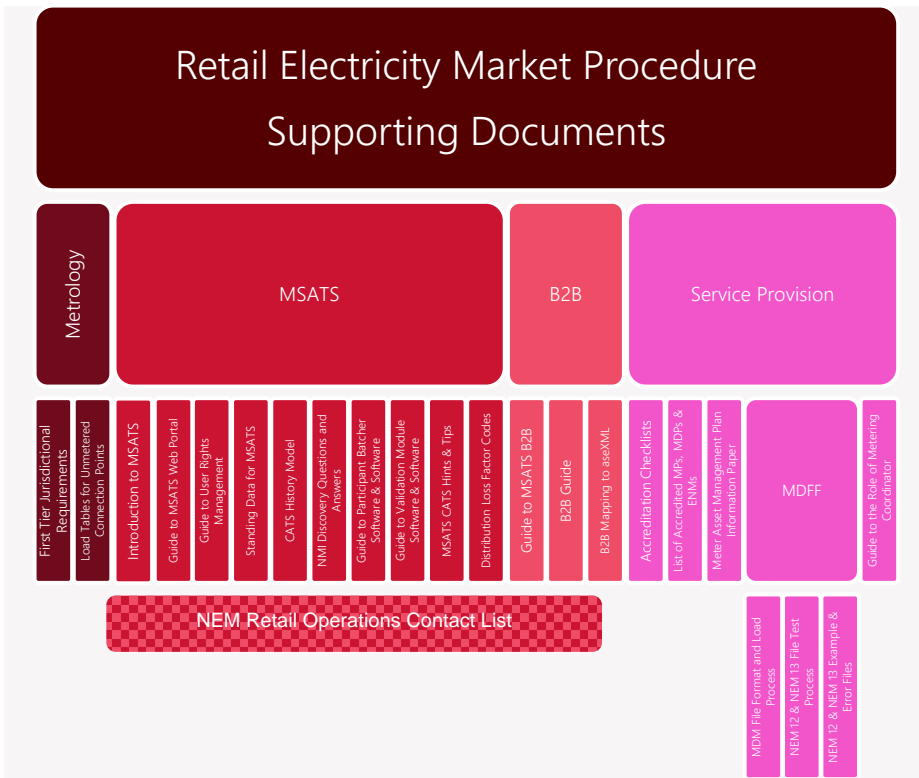 Retail Electricity Market Procedure
Supporting Documents
Metrology
MSATS
B2B
Service Provision
First Tier Jurisdictional
Requirements
Load Tables for Unmetered
Connection Points
Introduction to MSATS
Guide to MSATS Web Portal
Guide to User Rights
Management
Standing Data for MSATS
CATS History Model
NMI Discovery Questions and
Answers
Guide to Participant Batcher
Software & Software
Guide to Validation Module
Software & Software
MSATS CATS Hints & Tips
Distribution Loss Factor Codes
Guide to MSATS B2B
B2B Guide
B2B Mapping to aseXML
Accreditation Checklists
List of Accredited MPs, MDPs &
ENMs
Meter Asset Management Plan
Information Paper
MDFF
Guide to the Role of Metering
Coordinator
NEM Retail Operations Contact List
MDM File Format and Load
Process
NEM 12 & NEM 13 File Test
Process
NEM 12 & NEM 13 Example &
Error Files